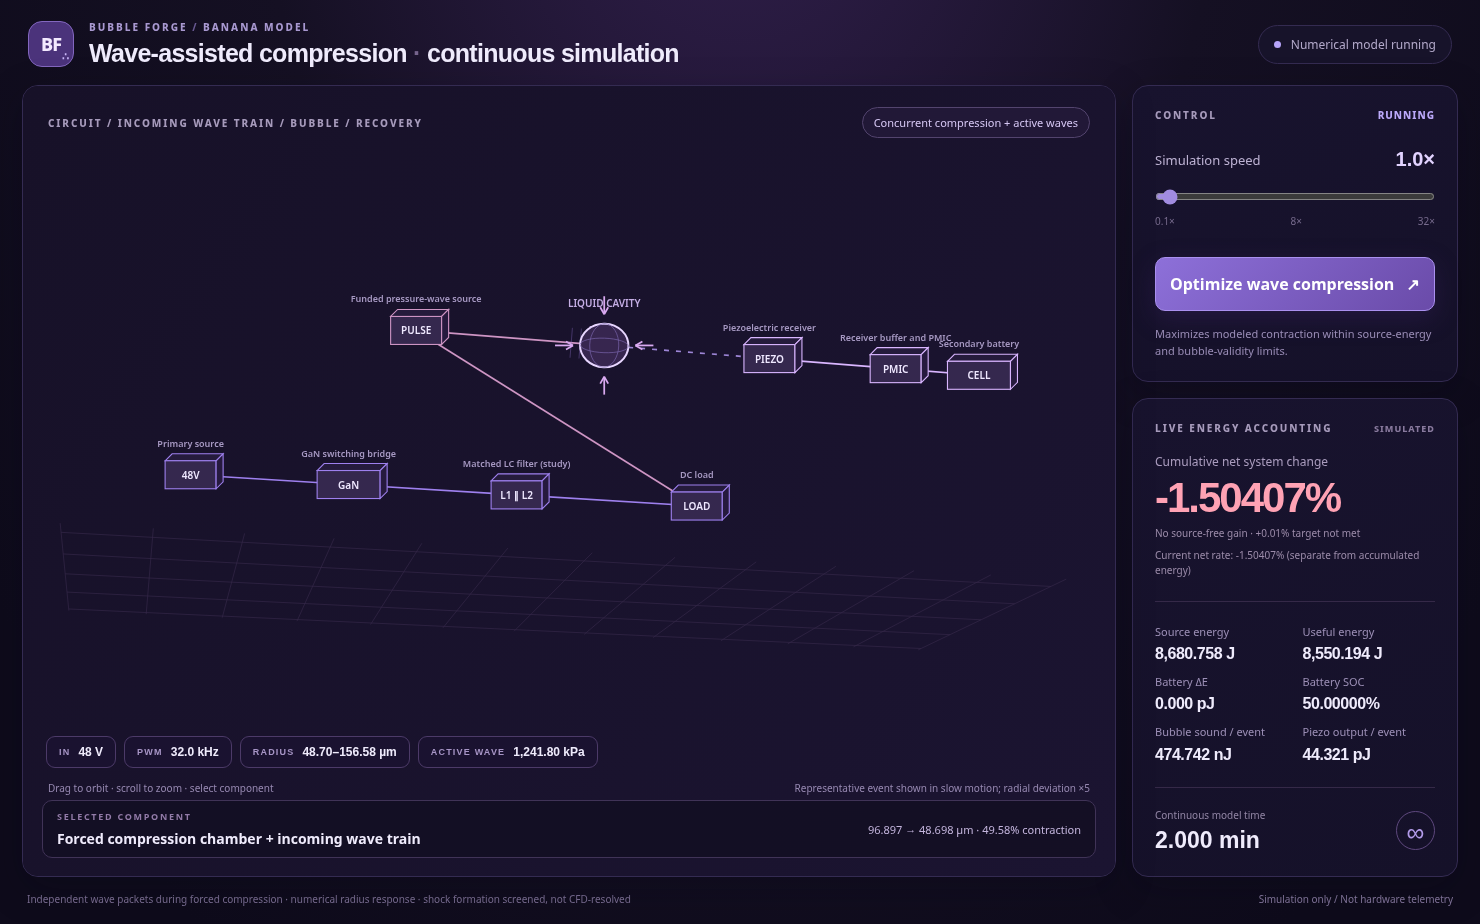 BF
BUBBLE FORGE / BANANA MODEL
Wave-assisted compression · continuous simulation
Numerical model running
CIRCUIT / INCOMING WAVE TRAIN / BUBBLE / RECOVERY
Concurrent compression + active waves
Funded pressure-wave source
PULSE
LIQUID CAVITY
Piezoelectric receiver
PIEZO
Receiver buffer and PMIC
PMIC
Secondary battery
CELL
Primary source
48V
GaN switching bridge
GaN
Matched LC filter (study)
L1 ∥ L2
DC load
LOAD
IN 48 V
PWM 32.0 kHz
RADIUS 48.70–156.58 µm
ACTIVE WAVE 1,241.80 kPa
Drag to orbit · scroll to zoom · select component
Representative event shown in slow motion; radial deviation ×5
SELECTED COMPONENT
Forced compression chamber + incoming wave train
96.897 → 48.698 µm · 49.58% contraction
CONTROL
RUNNING
Simulation speed
1.0×
0.1×
8×
32×
Optimize wave compression ↗
Maximizes modeled contraction within source-energy
and bubble-validity limits.
LIVE ENERGY ACCOUNTING
SIMULATED
Cumulative net system change
-1.50407%
No source-free gain · +0.01% target not met
Current net rate: -1.50407% (separate from accumulated
energy)
Source energy
8,680.758 J
Useful energy
8,550.194 J
Battery ΔE
0.000 pJ
Battery SOC
50.00000%
Bubble sound / event
474.742 nJ
Piezo output / event
44.321 pJ
Continuous model time
2.000 min
∞
Independent wave packets during forced compression · numerical radius response · shock formation screened, not CFD-resolved
Simulation only / Not hardware telemetry